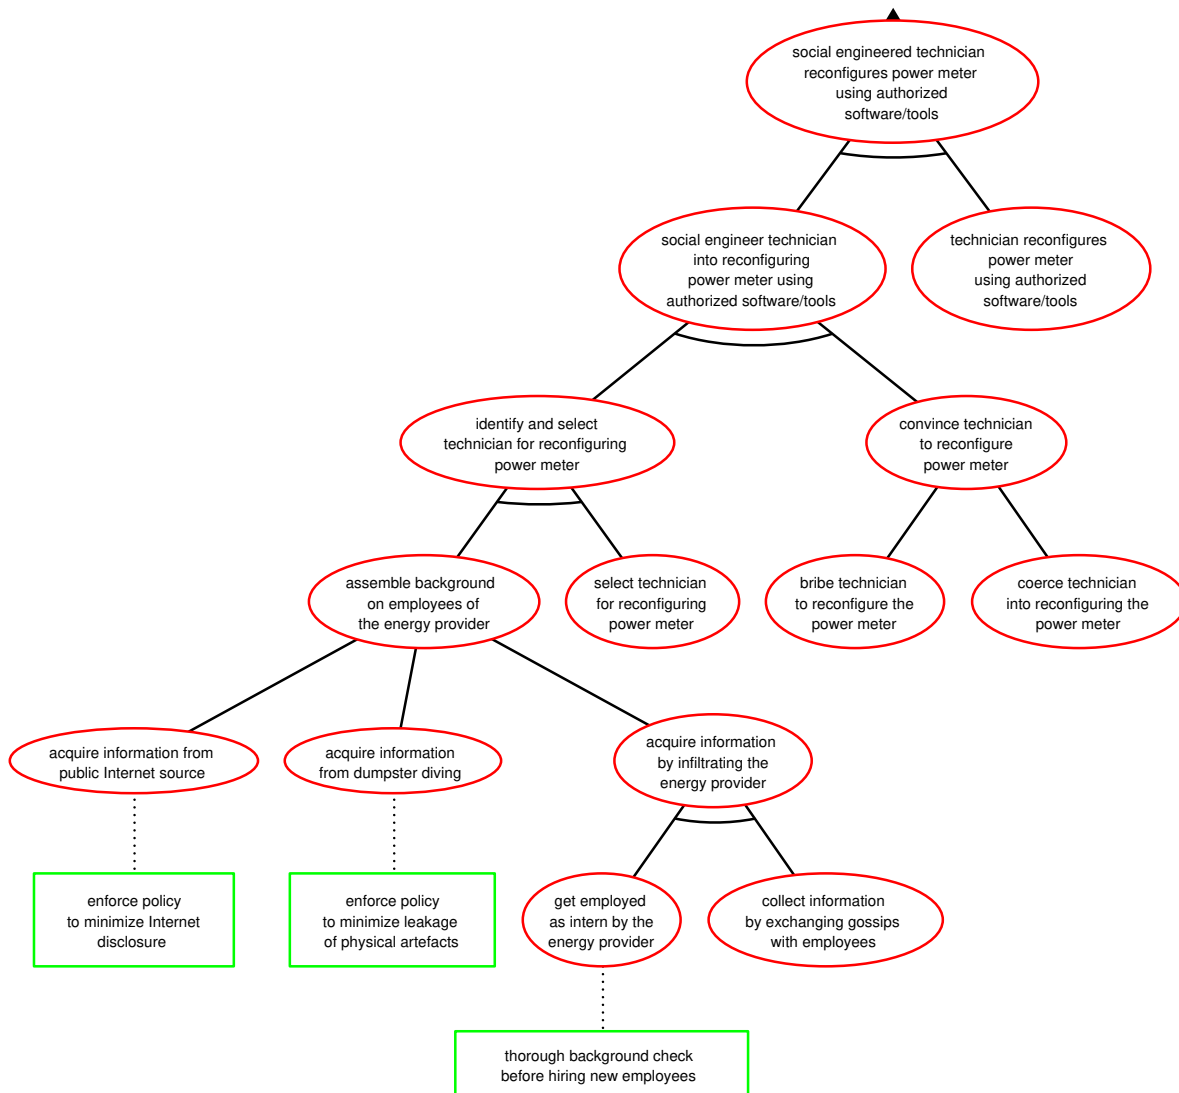 social engineered technician
reconfigures power meter
using authorized
software/tools
social engineer technician
into reconfiguring
power meter using
authorized software/tools
technician reconfigures
power meter
using authorized
software/tools
identify and select
technician for reconfiguring
power meter
convince technician
to reconfigure
power meter
assemble background
on employees of
the energy provider
select technician
for reconfiguring
power meter
bribe technician
to reconfigure the
power meter
coerce technician
into reconfiguring the
power meter
acquire information from
public Internet source
acquire information
from dumpster diving
acquire information
by infiltrating the
energy provider
enforce policy
to minimize Internet
disclosure
enforce policy
to minimize leakage
of physical artefacts
get employed
as intern by the
energy provider
collect information
by exchanging gossips
with employees
thorough background check
before hiring new employees